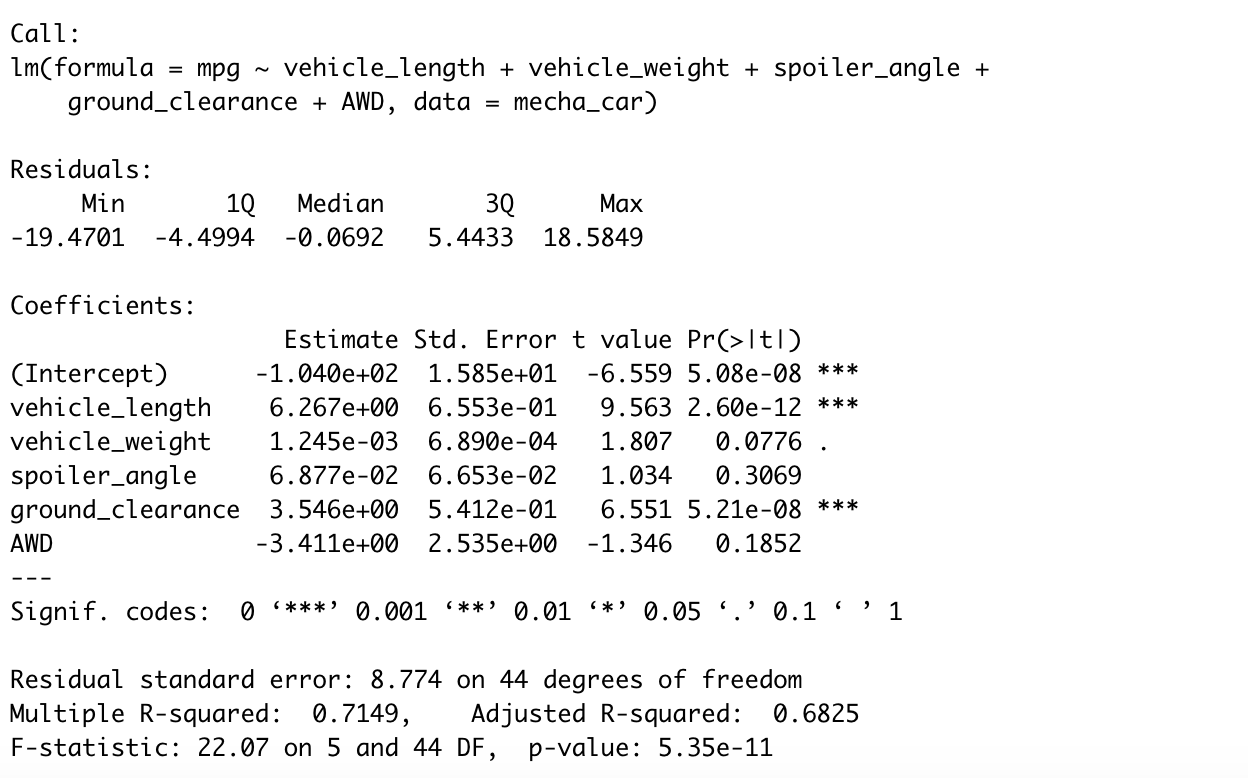 Call:
lm(formula = mpg ~ vehicle_length + vehicle_weight + spoiler_angle +
    ground_clearance + AWD, data = mecha_car)

Residuals:
     Min       1Q   Median       3Q      Max
-19.4701  -4.4994  -0.0692   5.4433  18.5849

Coefficients:
                   Estimate Std. Error t value Pr(>|t|)
(Intercept)      -1.040e+02  1.585e+01  -6.559 5.08e-08 ***
vehicle_length    6.267e+00  6.553e-01   9.563 2.60e-12 ***
vehicle_weight    1.245e-03  6.890e-04   1.807   0.0776 .
spoiler_angle     6.877e-02  6.653e-02   1.034   0.3069
ground_clearance  3.546e+00  5.412e-01   6.551 5.21e-08 ***
AWD              -3.411e+00  2.535e+00  -1.346   0.1852
---
Signif. codes:  0 ‘***’ 0.001 ‘**’ 0.01 ‘*’ 0.05 ‘.’ 0.1 ‘ ’ 1

Residual standard error: 8.774 on 44 degrees of freedom
Multiple R-squared:  0.7149,    Adjusted R-squared:  0.6825
F-statistic: 22.07 on 5 and 44 DF,  p-value: 5.35e-11